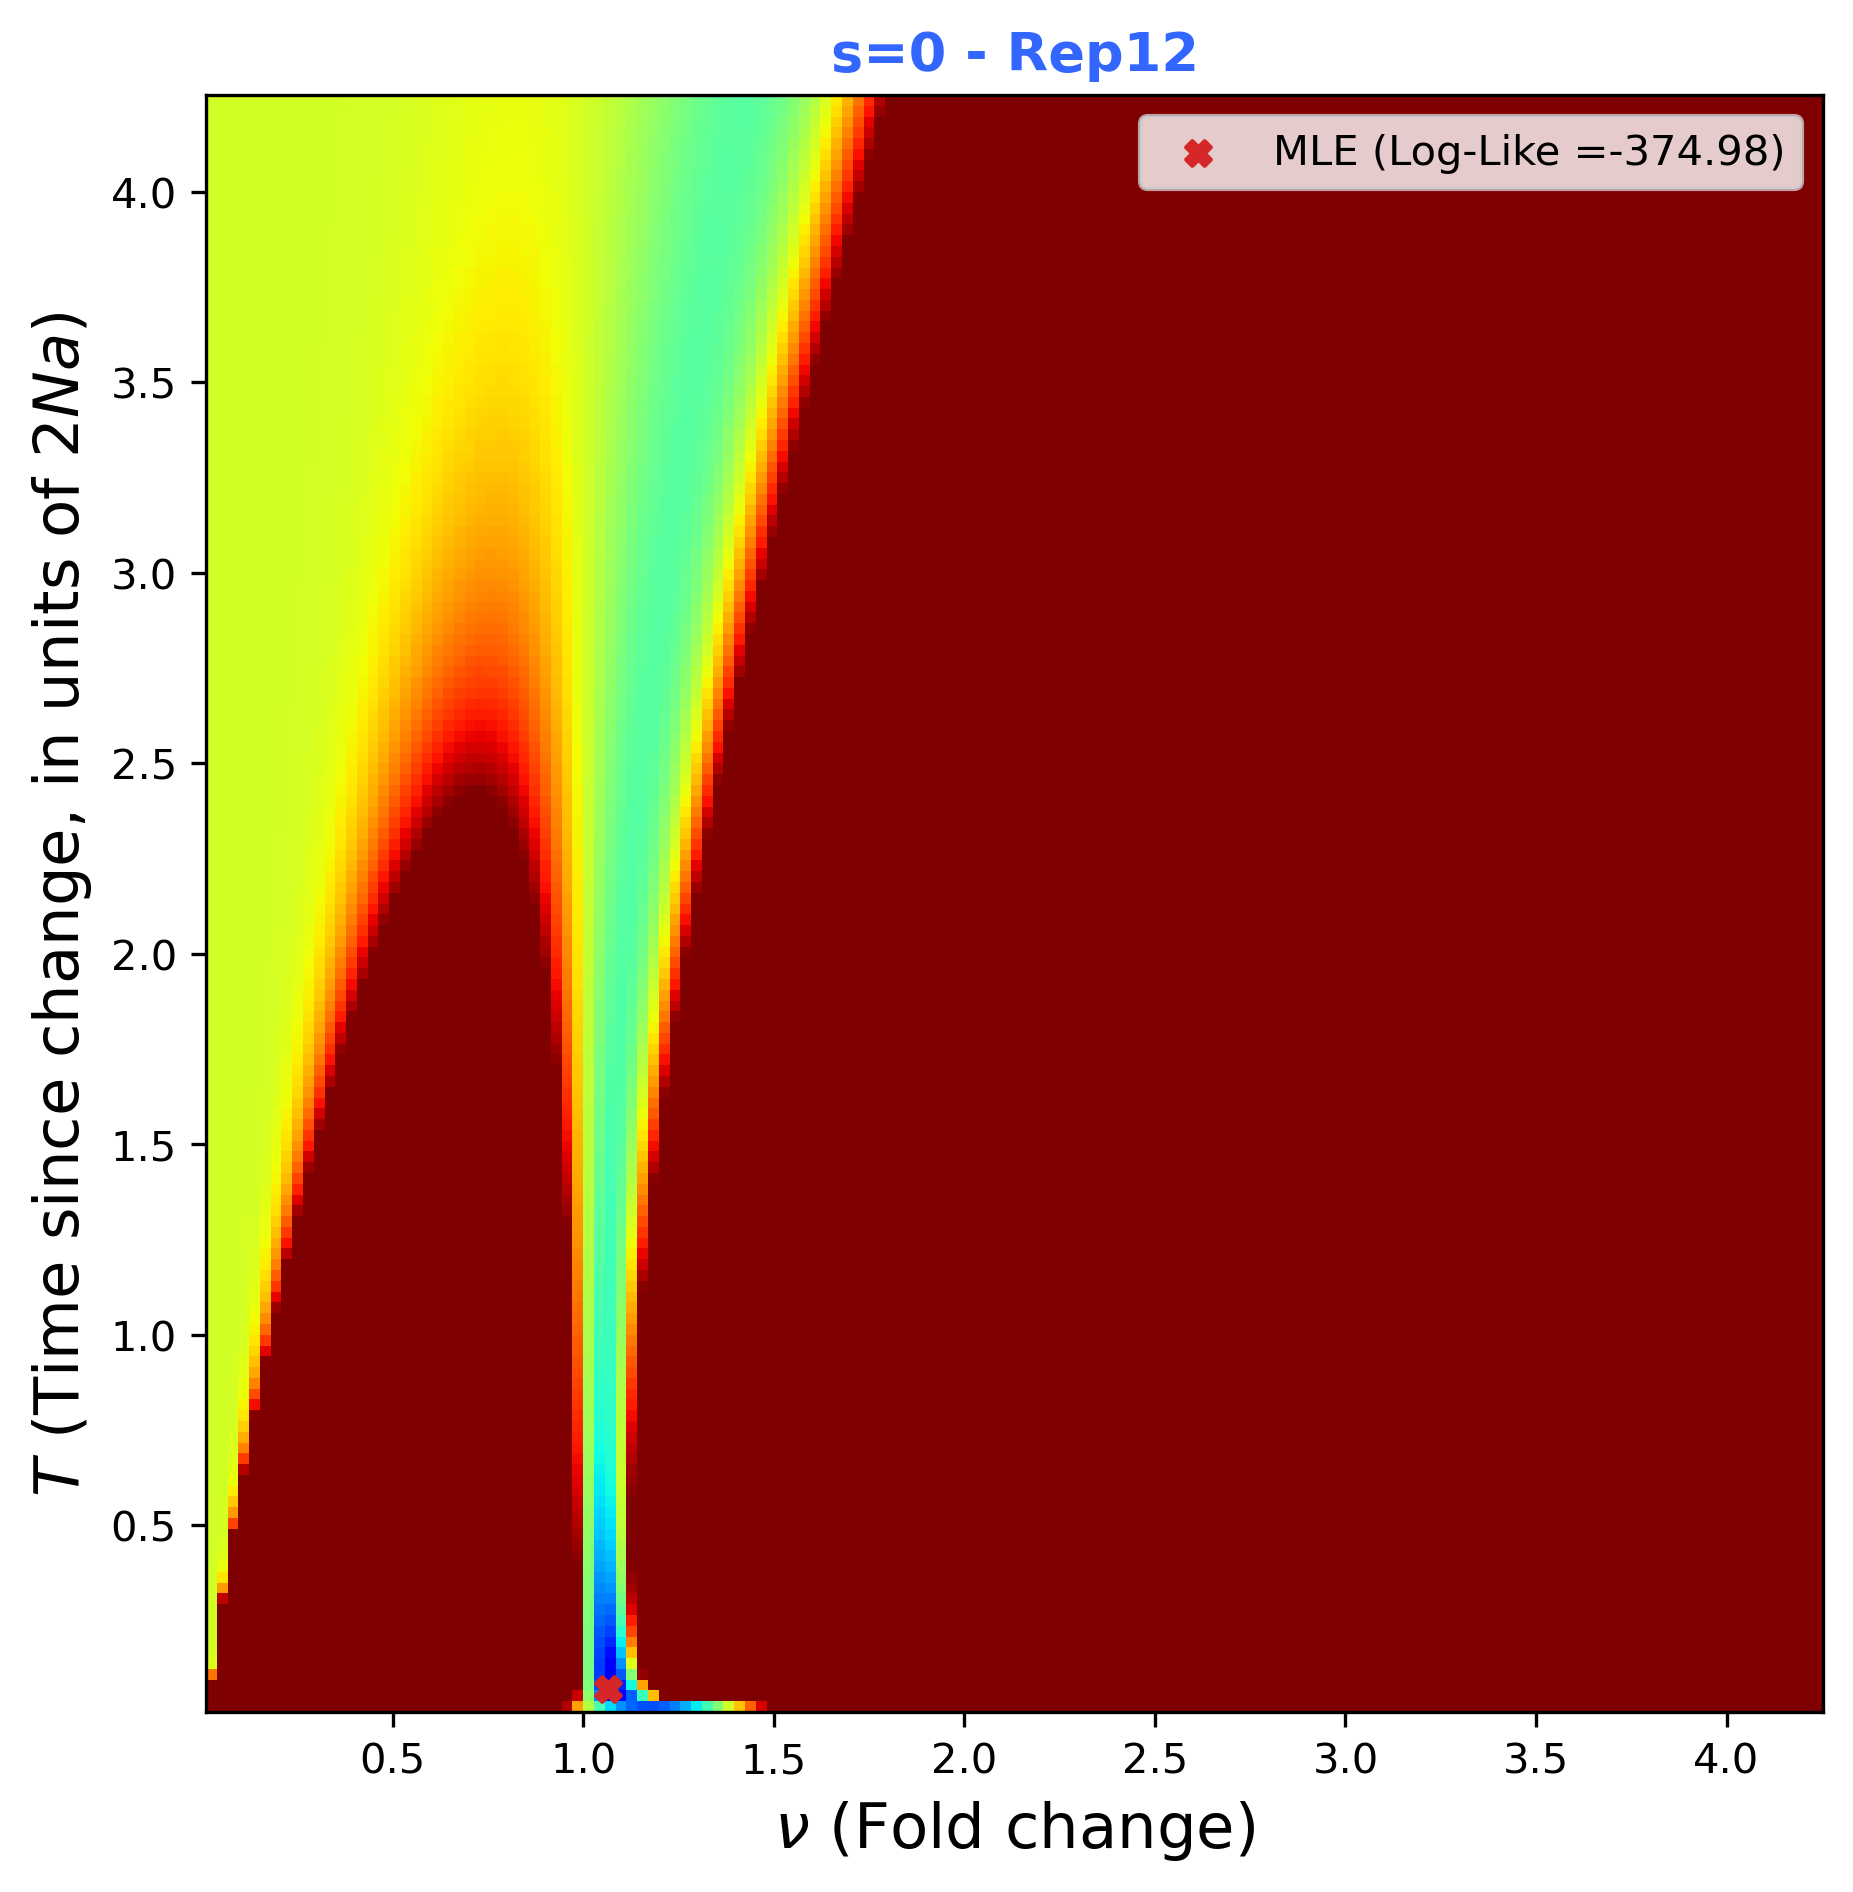 s=0 - Rep12
MLE (Log-Like =-374.98)
T (Time since change, in units of 2Na)
4.0
3.5
3.0
2.5
2.0
1.5
1.0
0.5
0.5 1.0 1.5 2.0 2.5 3.0 3.5 4.0
ν (Fold change)